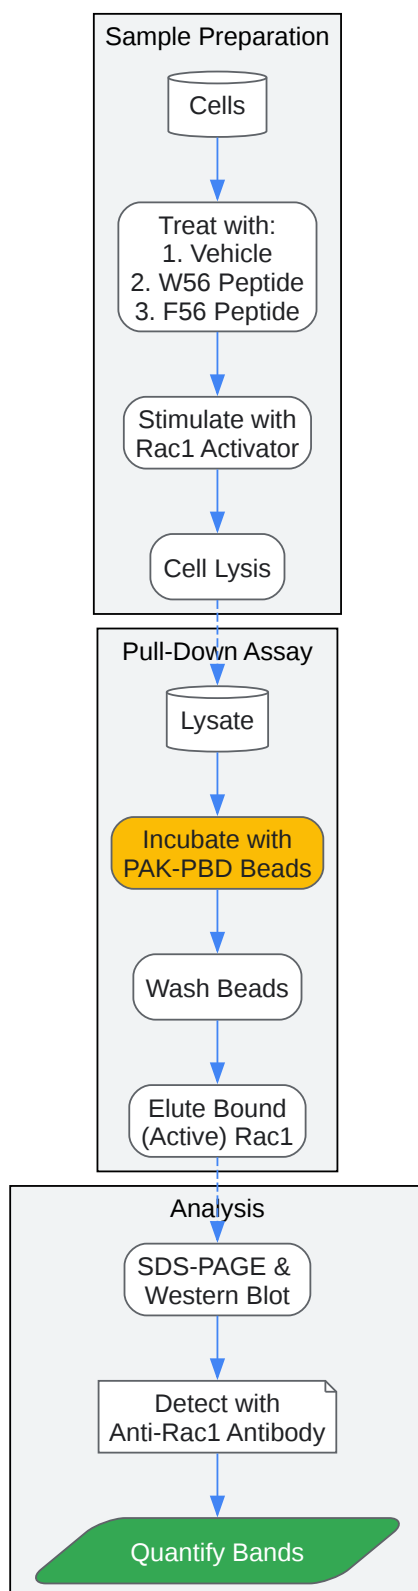 Sample Preparation
Cells
Treat with:
1. Vehicle
2. W56 Peptide
3. F56 Peptide
Stimulate with
Rac1 Activator
Cell Lysis
Pull-Down Assay
Lysate
Incubate with
PAK-PBD Beads
Wash Beads
Elute Bound
(Active) Rac1
Analysis
SDS-PAGE &
Western Blot
Detect with
Anti-Rac1 Antibody
Quantify Bands